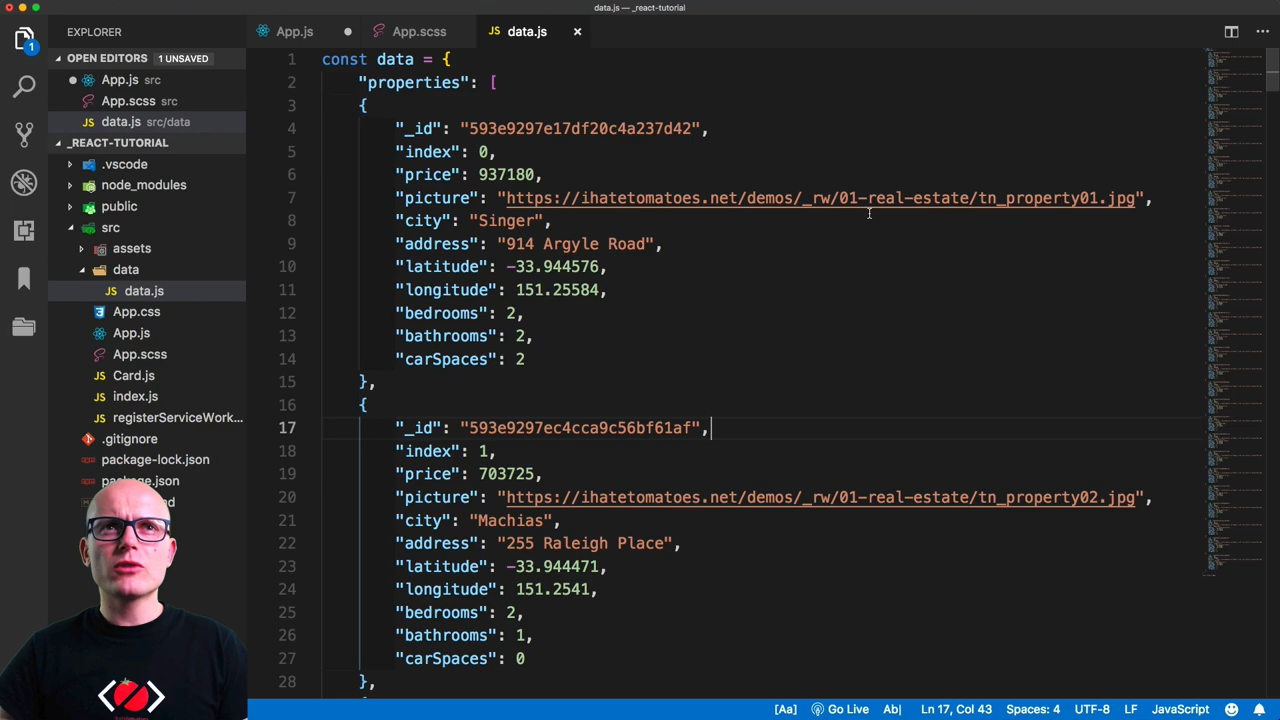 data.js — _react-tutorial
EXPLORER
App.js
App.scss
JS data.js ×
OPEN EDITORS 1 UNSAVED
App.js src
App.scss src
JS data.js src/data
_REACT-TUTORIAL
.vscode
node_modules
public
src
assets
data
JS data.js
App.css
JS App.js
App.scss
JS Card.js
JS index.js
JS registerServiceWork...
.gitignore
package-lock.json
package.json
1
1 const data = {
2 "properties": [
3 {
4 "_id": "593e9297e17df20c4a237d42",
5 "index": 0,
6 "price": 937180,
7 "picture": "https://ihatetomatoes.net/demos/_rw/01-real-estate/tn_property01.jpg",
8 "city": "Singer",
9 "address": "914 Argyle Road",
10 "latitude": -33.944576,
11 "longitude": 151.25584,
12 "bedrooms": 2,
13 "bathrooms": 2,
14 "carSpaces": 2
15 },
16 {
17 "_id": "593e9297ec4cca9c56bf61af",
18 "index": 1,
19 "price": 703725,
20 "picture": "https://ihatetomatoes.net/demos/_rw/01-real-estate/tn_property02.jpg",
21 "city": "Machias",
22 "address": "255 Raleigh Place",
23 "latitude": -33.944471,
24 "longitude": 151.2541,
25 "bedrooms": 2,
26 "bathrooms": 1,
27 "carSpaces": 0
28 },
[Aa] Go Live Ab| Ln 17, Col 43 Spaces: 4 UTF-8 LF JavaScript